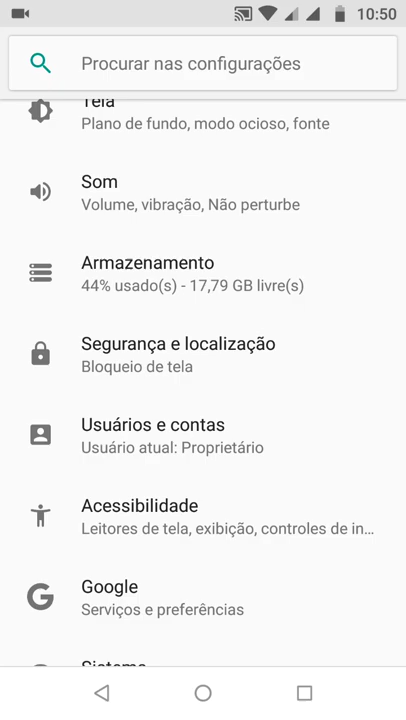 10:50
Procurar nas configurações
Tela
Plano de fundo, modo ocioso, fonte
Som
Volume, vibração, Não perturbe
Armazenamento
44% usado(s) - 17,79 GB livre(s)
Segurança e localização
Bloqueio de tela
Usuários e contas
Usuário atual: Proprietário
Acessibilidade
Leitores de tela, exibição, controles de in...
Google
Serviços e preferências
Sistema